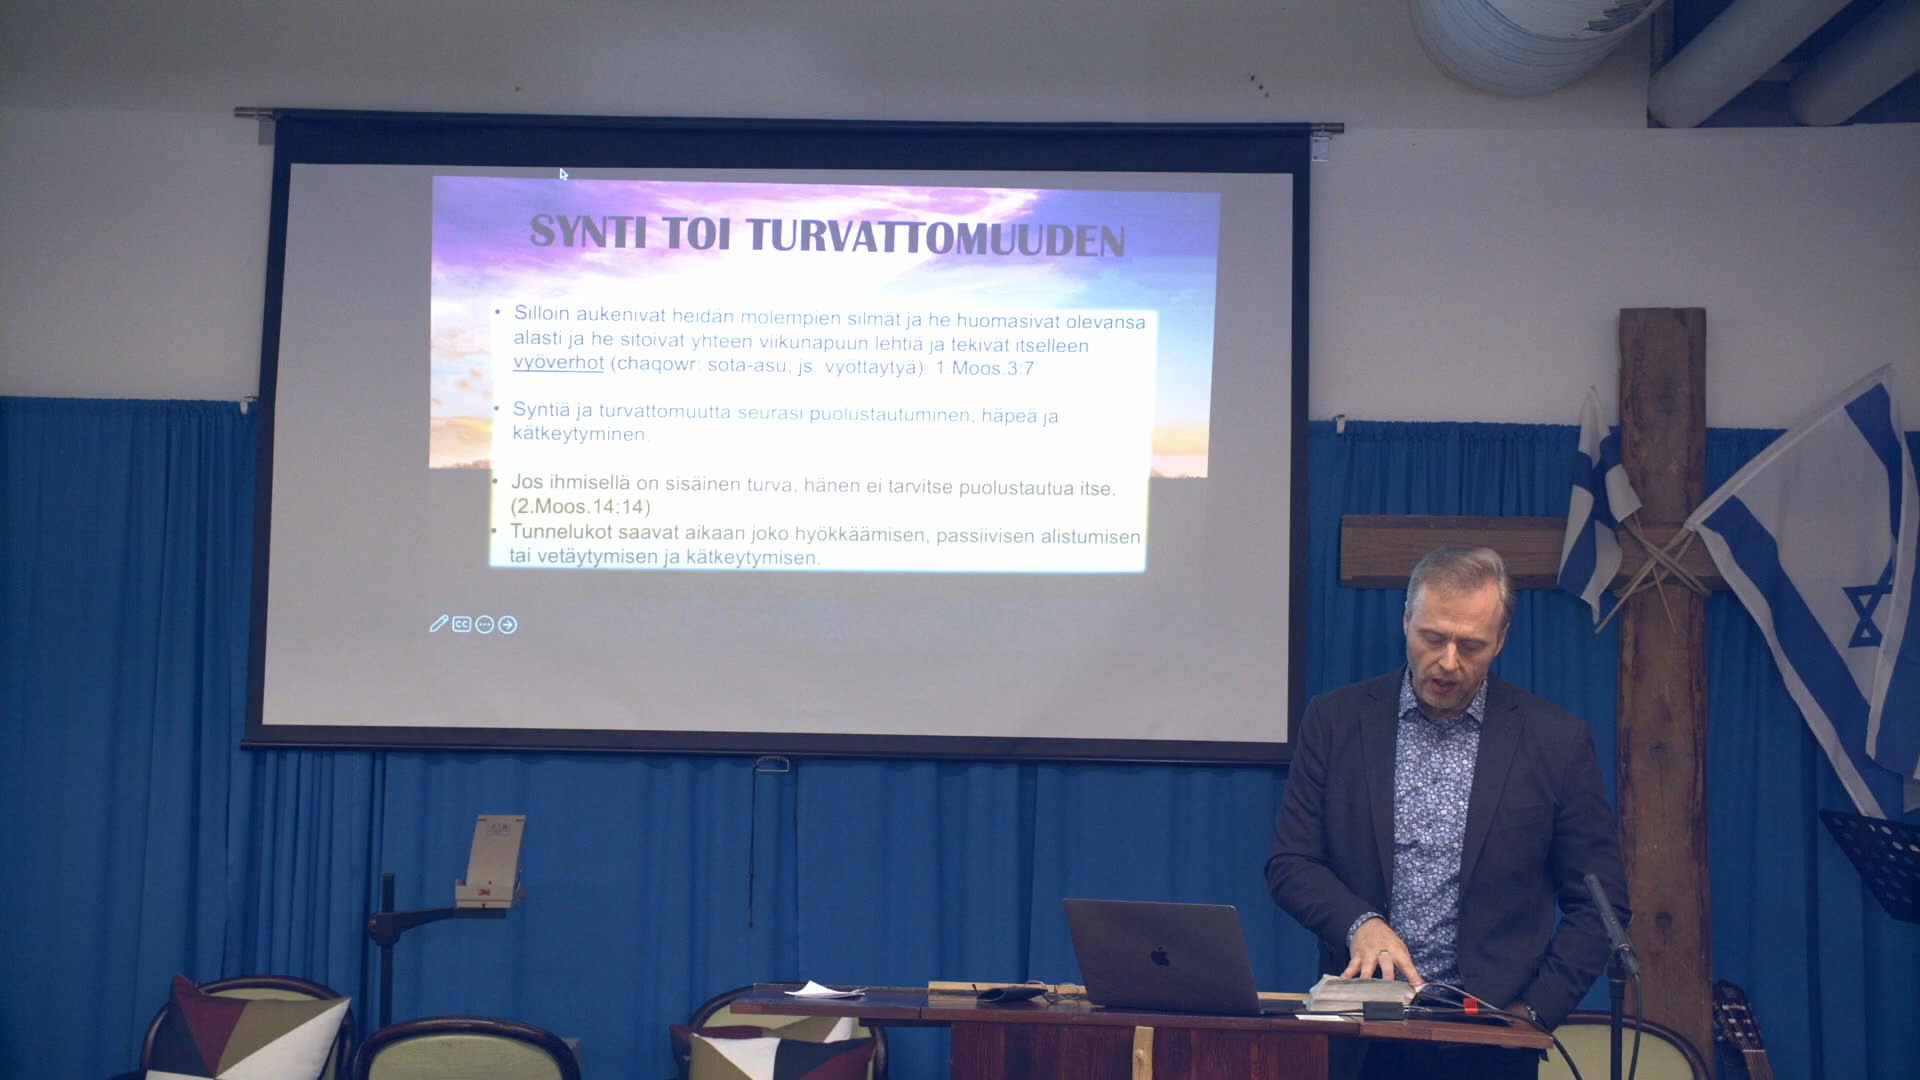 SYNTI TOI TURVATTOMUUDEN
• Silloin aukenivat heidän molempien silmät ja he huomasivat olevansa
alasti ja he sitoivat yhteen viikunapuun lehtiä ja tekivät itselleen
vyöverhot (chaqowr: sota-asu, js. vyöttäytyä). 1.Moos.3:7
• Syntiä ja turvattomuutta seurasi puolustautuminen, häpeä ja
kätkeytyminen.
• Jos ihmisellä on sisäinen turva, hänen ei tarvitse puolustautua itse.
(2.Moos.14:14)
• Tunnelukot saavat aikaan joko hyökkäämisen, passiivisen alistumisen
tai vetäytymisen ja kätkeytymisen.
CC
3M